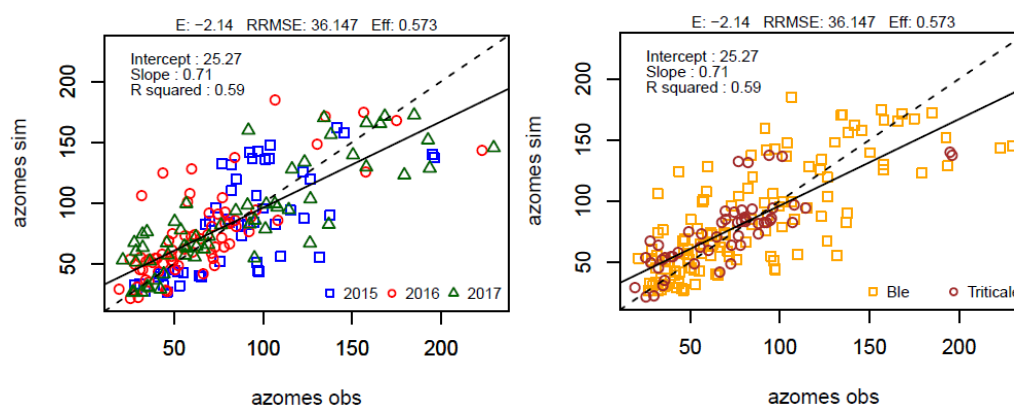 E: −2.14 RRMSE: 36.147 Eff: 0.573
Intercept : 25.27
Slope : 0.71
R squared : 0.59
azomes sim
200
150
100
50
2015 2016 2017
50 100 150 200
azomes obs
E: −2.14 RRMSE: 36.147 Eff: 0.573
Intercept : 25.27
Slope : 0.71
R squared : 0.59
azomes sim
200
150
100
50
Ble Triticale
50 100 150 200
azomes obs